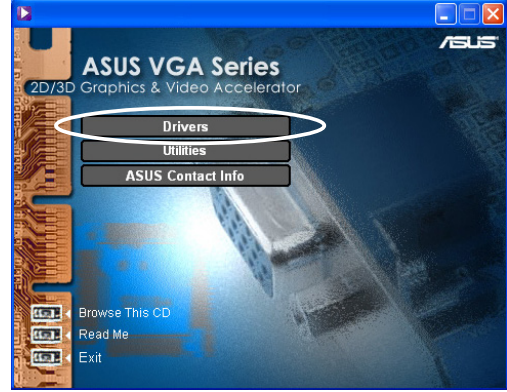 ASUS
ASUS VGA Series
2D/3D Graphics & Video Accelerator
Drivers
Utilities
ASUS Contact Info
Browse This CD
Read Me
Exit